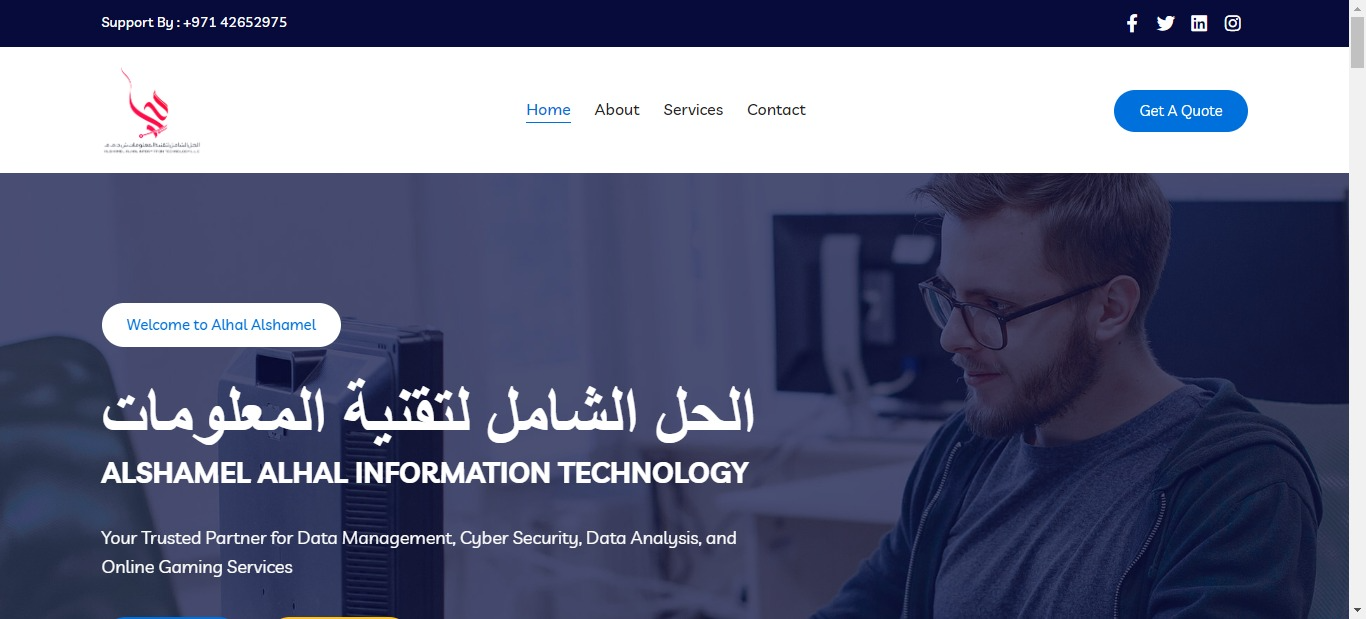 Support By : +971 42652975
Home About Services Contact
Get A Quote
Welcome to Alhal Alshamel
الحل الشامل لتقنية المعلومات
ALSHAMEL ALHAL INFORMATION TECHNOLOGY
Your Trusted Partner for Data Management, Cyber Security, Data Analysis, and
Online Gaming Services